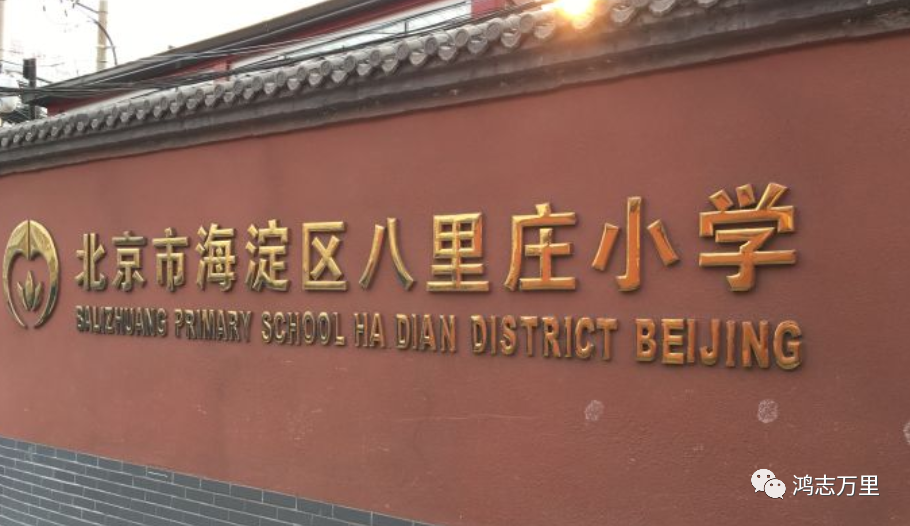 北京市海淀区八里庄小学
BALIZHUANG PRIMARY SCHOOL HA DIAN DISTRICT BEIJING
鸿志万里